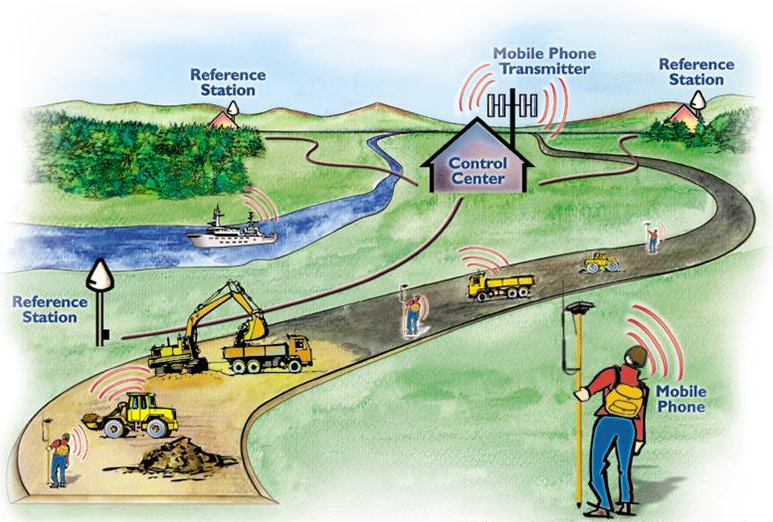 Mobile Phone
Transmitter
Reference
Station
Reference
Station
Control
Center
Reference
Station
Mobile
Phone